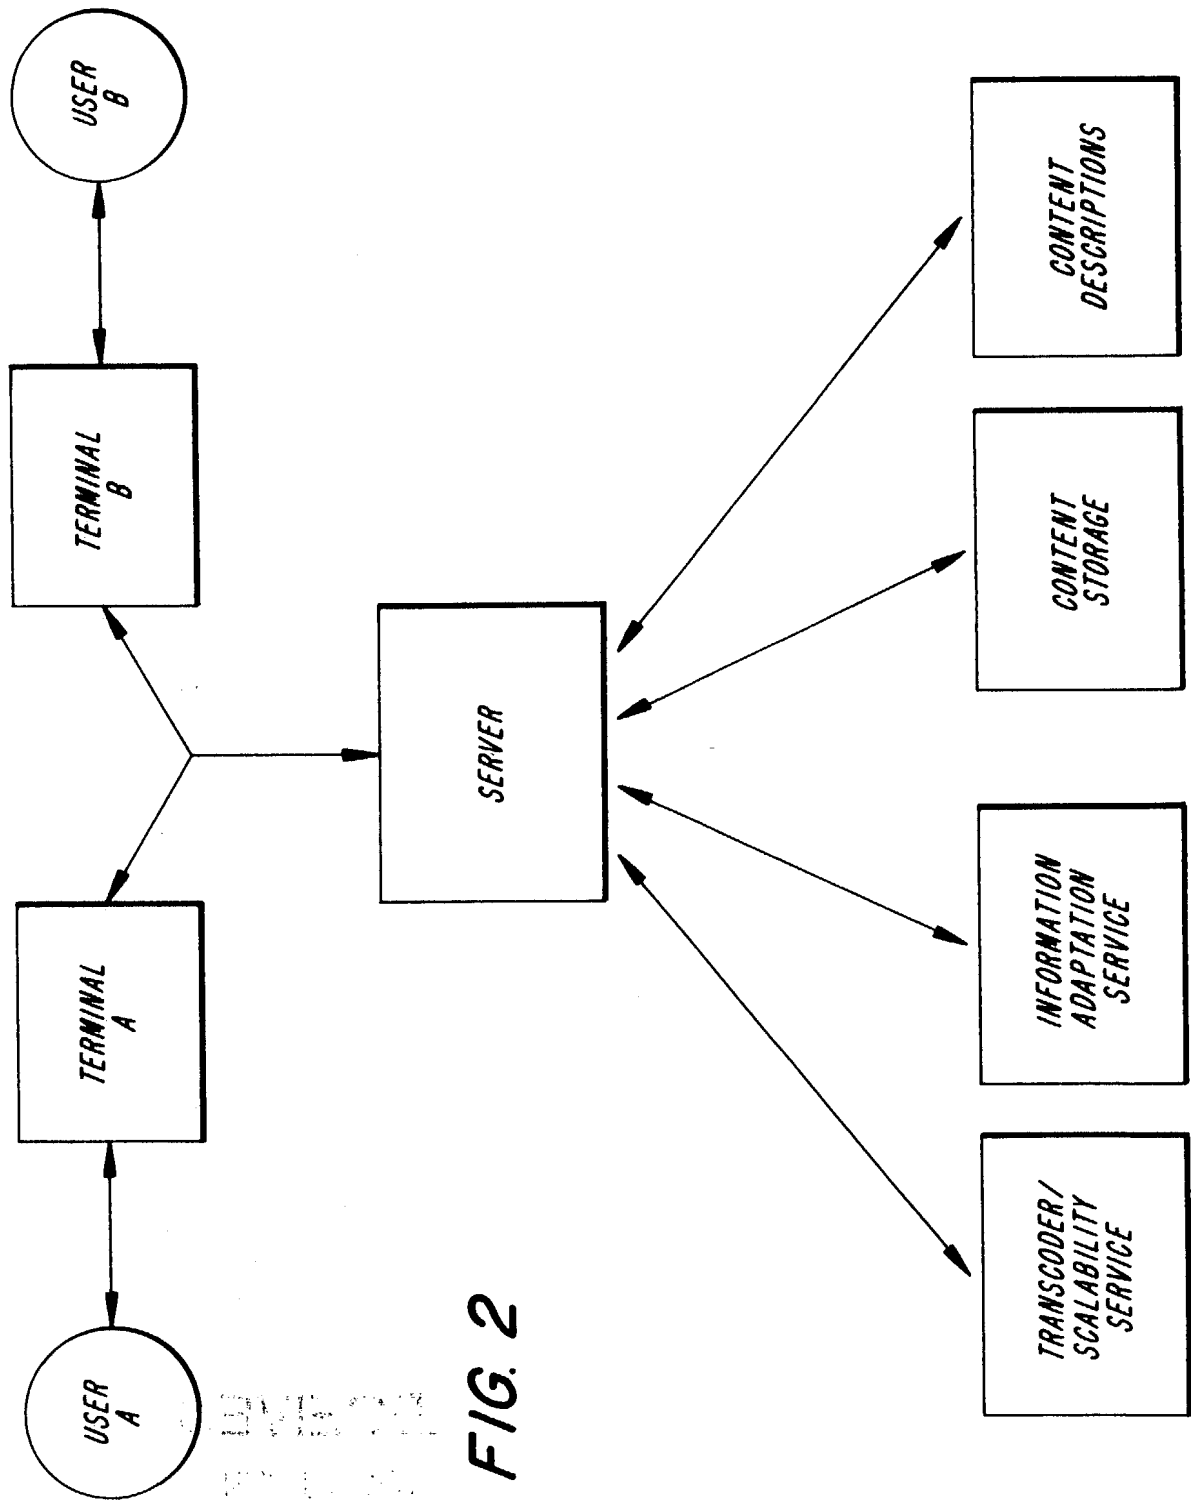 USER
A
TERMINAL
A
TERMINAL
B
USER
B
SERVER
TRANSCODER/
SCALABILITY
SERVICE
INFORMATION
ADAPTATION
SERVICE
CONTENT
STORAGE
CONTENT
DESCRIPTIONS
FIG. 2